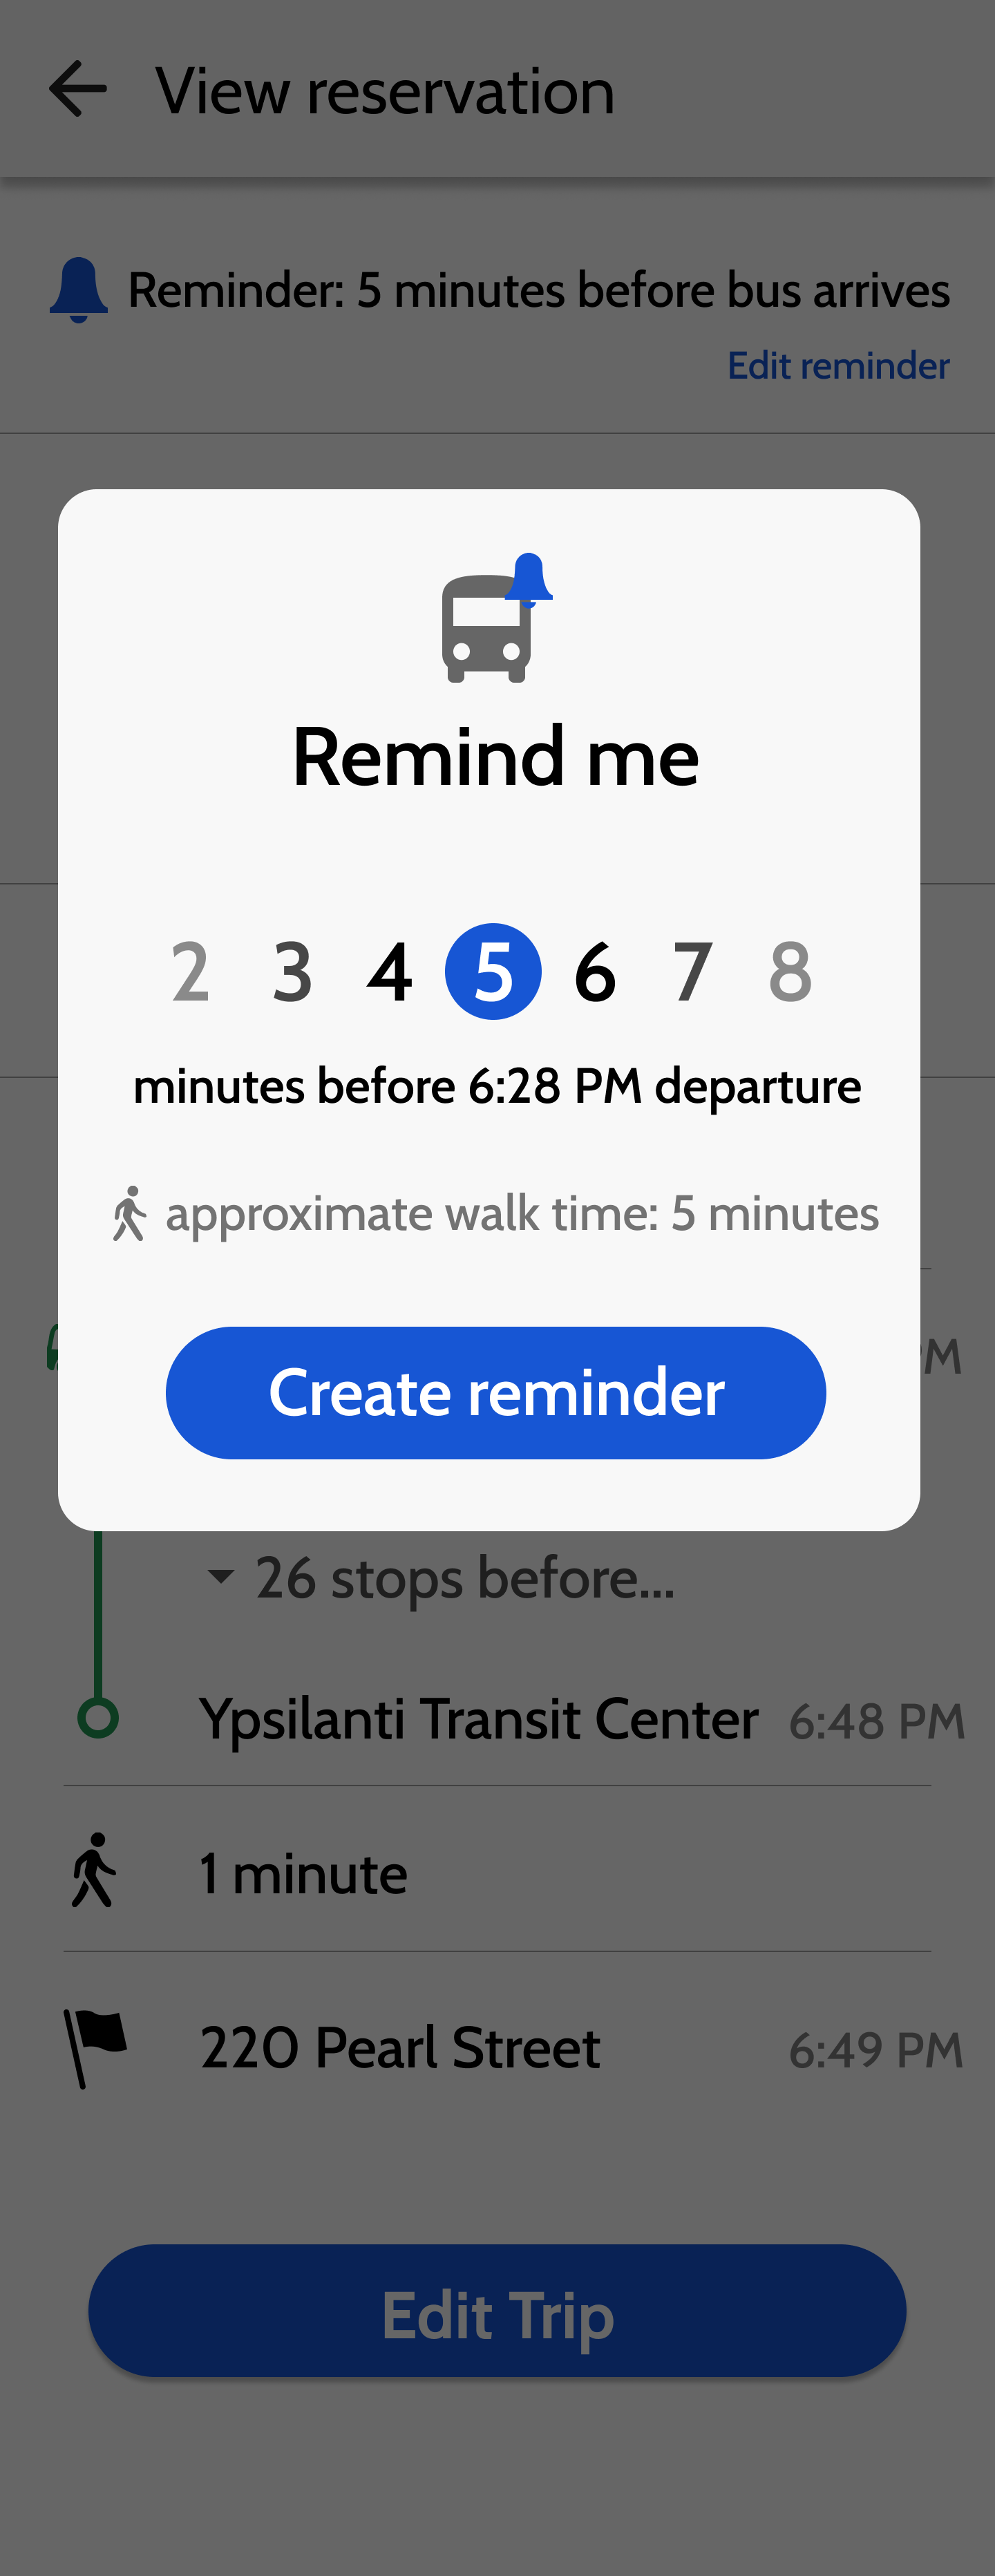 View reservation
Reminder: 5 minutes before bus arrives
Edit reminder
Remind me
2 3 4 5 6 7 8
minutes before 6:28 PM departure
approximate walk time: 5 minutes
Create reminder
26 stops before...
Ypsilanti Transit Center 6:48 PM
1 minute
220 Pearl Street 6:49 PM
Edit Trip